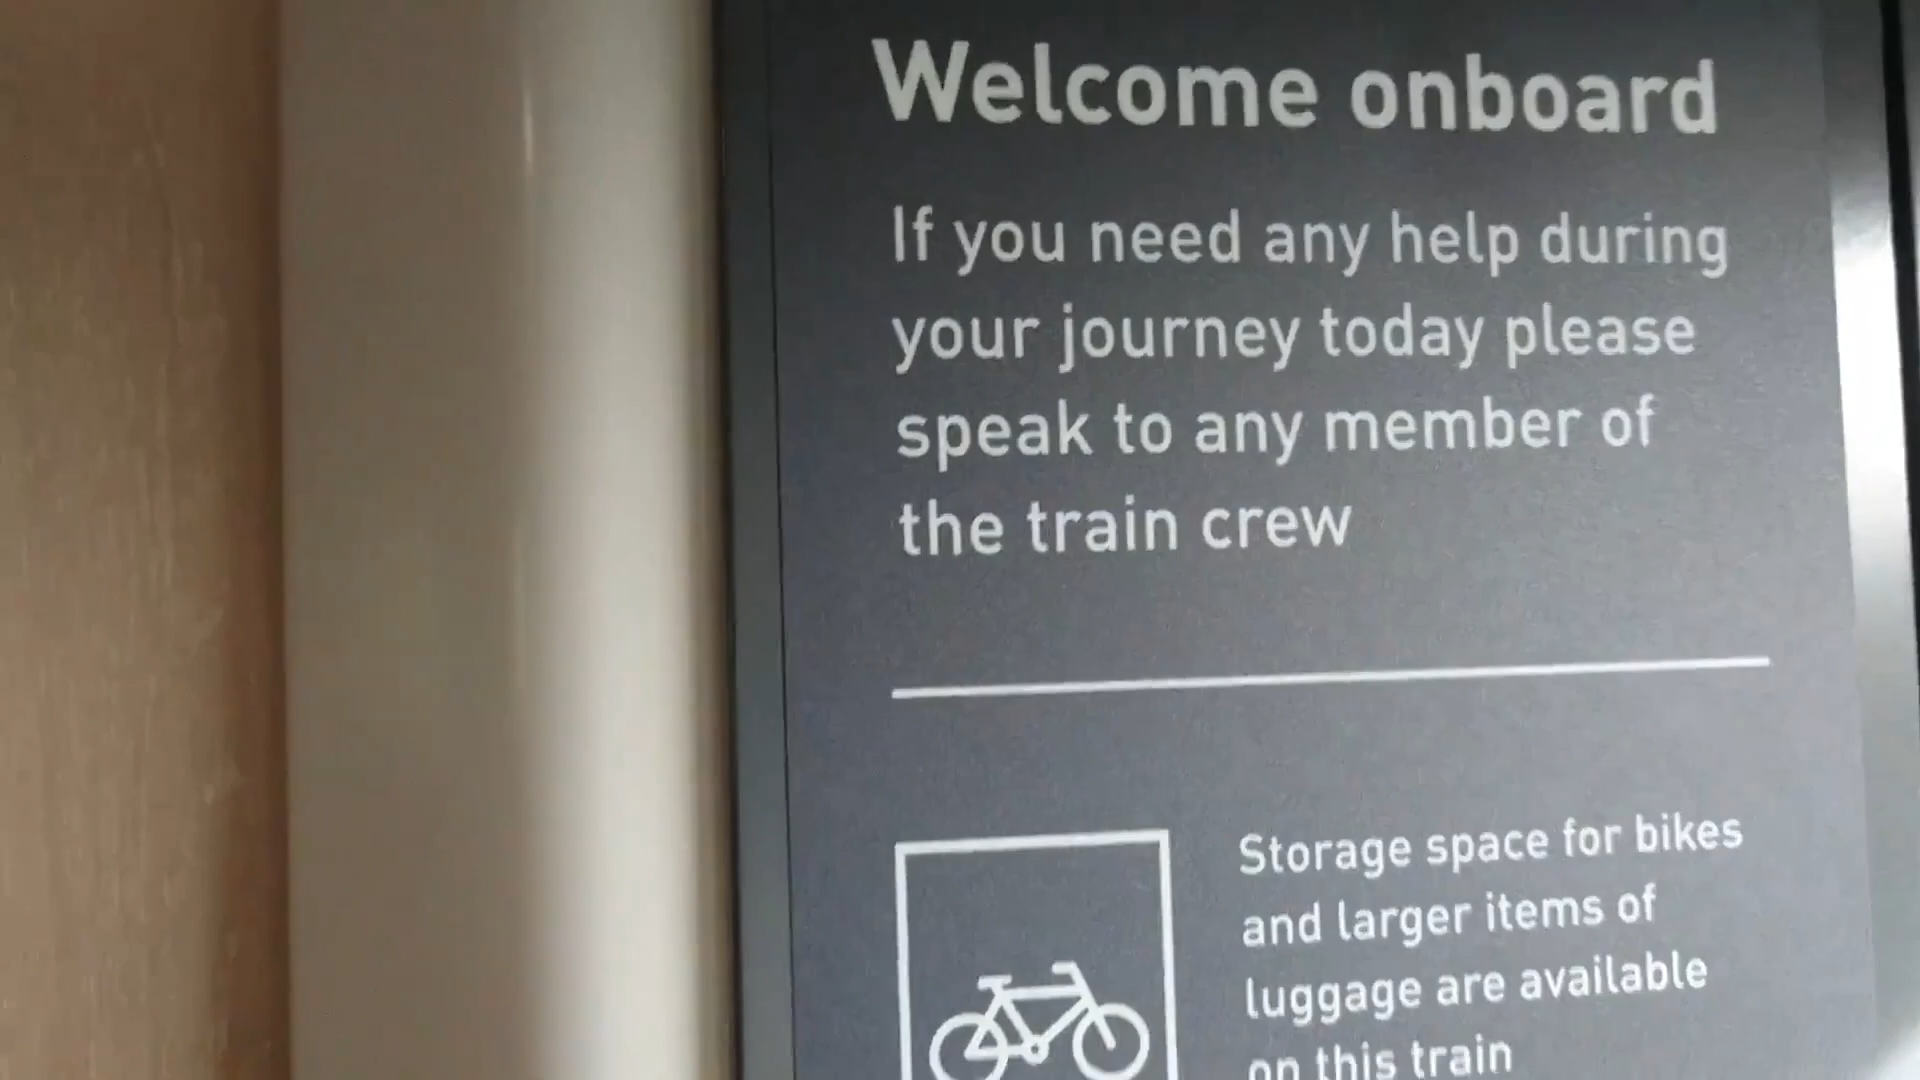 Welcome onboard
If you need any help during
your journey today please
speak to any member of
the train crew
Storage space for bikes
and larger items of
luggage are available
on this train